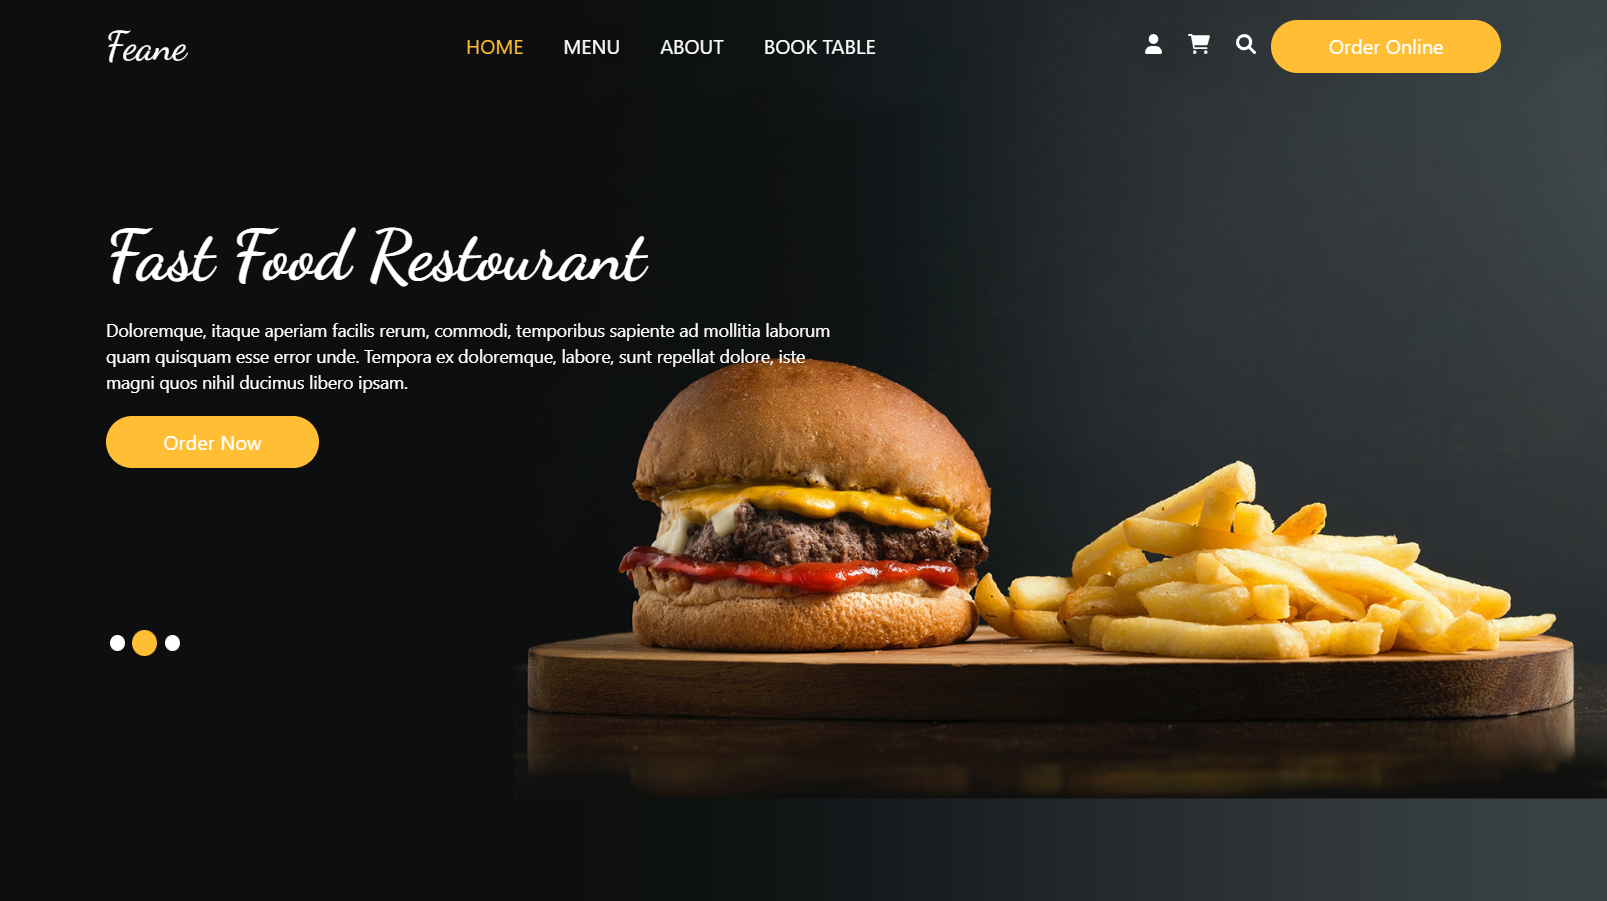 Feane
HOME MENU ABOUT BOOK TABLE
Order Online
Fast Food Restourant
Doloremque, itaque aperiam facilis rerum, commodi, temporibus sapiente ad mollitia laborum
quam quisquam esse error unde. Tempora ex doloremque, labore, sunt repellat dolore, iste
magni quos nihil ducimus libero ipsam.
Order Now